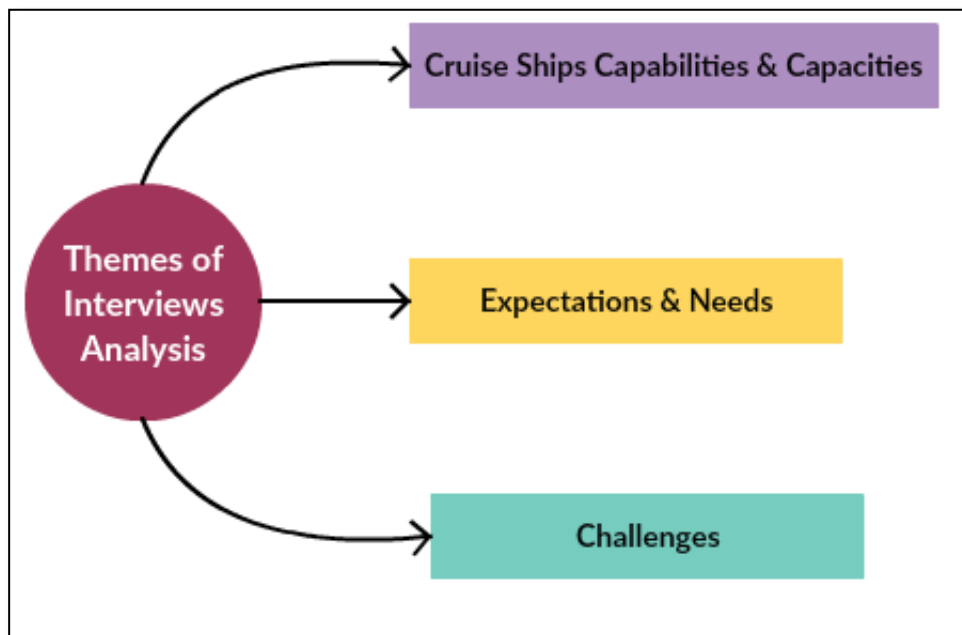 Cruise Ships Capabilities & Capacities
Themes of
Interviews
Analysis
Expectations & Needs
Challenges